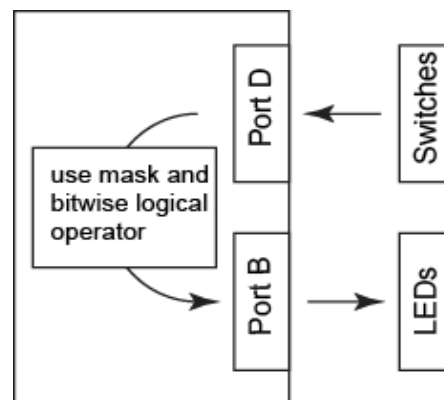 Port D
Switches
use mask and
bitwise logical
operator
Port B
LEDs